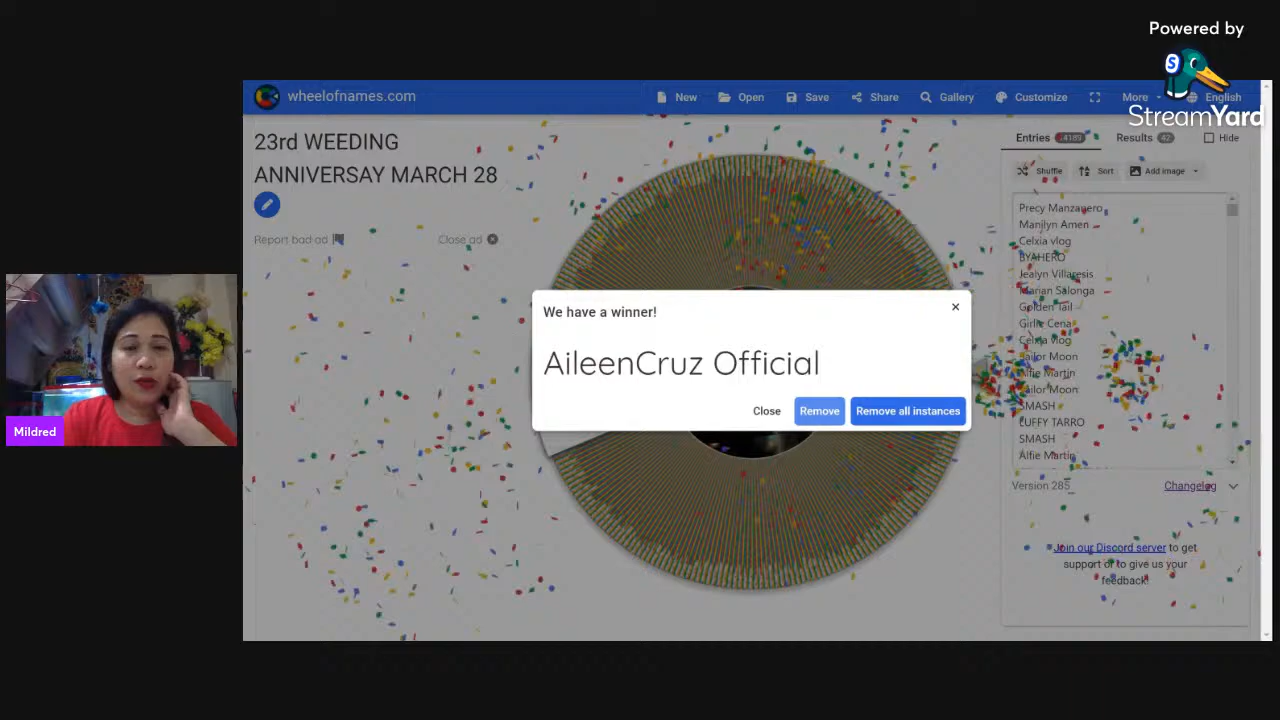 Powered by
StreamYard
wheelofnames.com
New
Open
Save
Share
Gallery
Customize
More
English
23rd WEEDING
ANNIVERSAY MARCH 28
Report bad ad
Close ad
Entries
Results 42
Hide
Shuffle
Sort
Add image
Precy Manzanero
Manilyn Amen
Celxia vlog
BYAHERO
Jealyn Villaresis
Marian Salonga
Golden Tail
Girlie Cena
Celxia vlog
Sailor Moon
Alfie Martin
Sailor Moon
SMASH
LUFFY TARRO
SMASH
Alfie Martin
We have a winner!
AileenCruz Official
Close
Remove
Remove all instances
Mildred
Version 285
Changelog
Join our Discord server to get
support or to give us your
feedback!